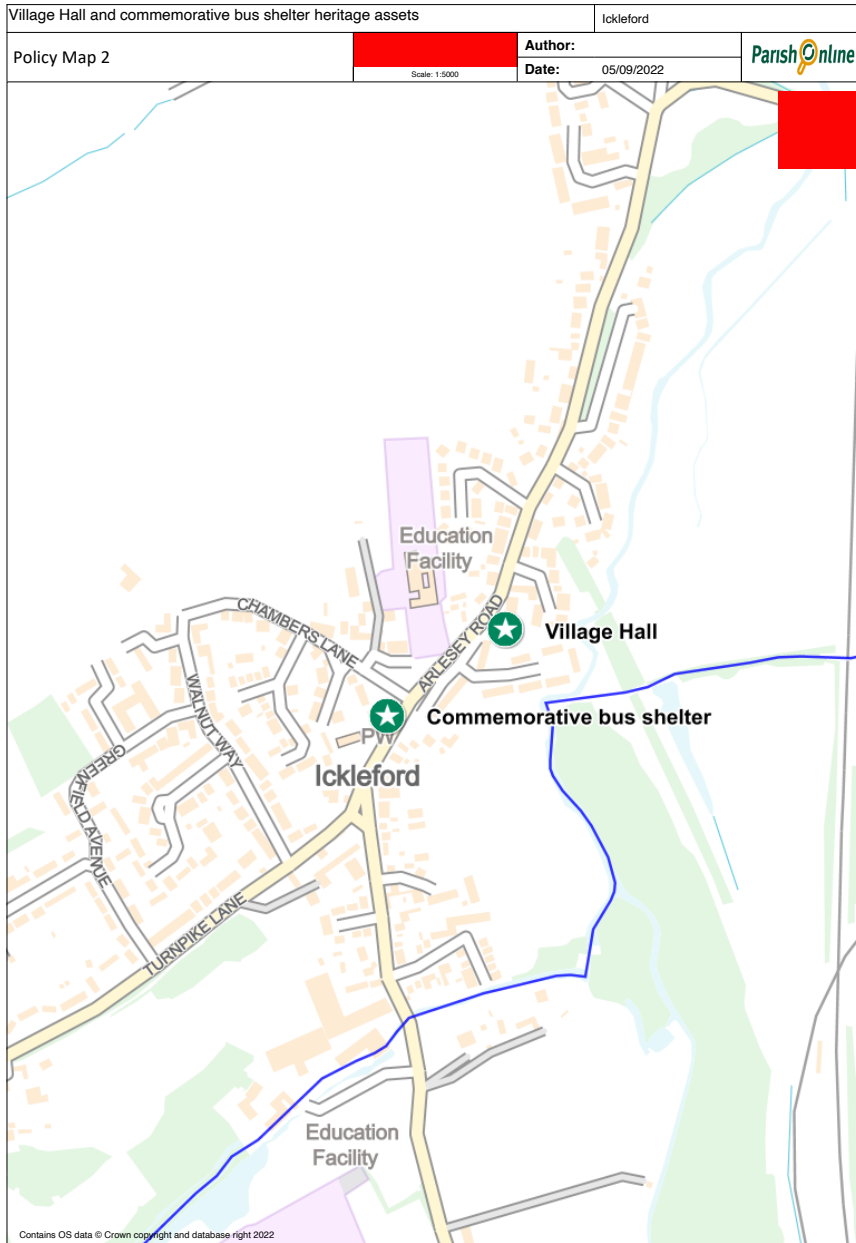 Village Hall and commemorative bus shelter heritage assets
Ickleford
Policy Map 2
Scale: 1:5000
Author:
Date: 05/09/2022
Parish Online
Education
Facility
CHAMBERS LANE
ARLESEY ROAD
Village Hall
WALNUT WAY
Commemorative bus shelter
PW
GREENFIELD AVENUE
Ickleford
TURNPIKE LANE
Education
Facility
Contains OS data © Crown copyright and database right 2022